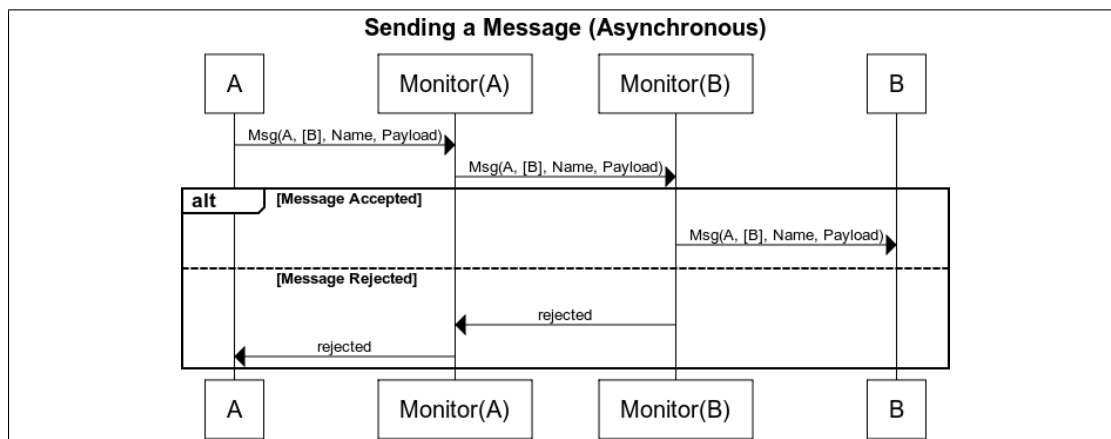 Sending a Message (Asynchronous)
A Monitor(A) Monitor(B) B
Msg(A, [B], Name, Payload)
Msg(A, [B], Name, Payload)
alt [Message Accepted]
Msg(A, [B], Name, Payload)
[Message Rejected]
rejected
rejected
A Monitor(A) Monitor(B) B